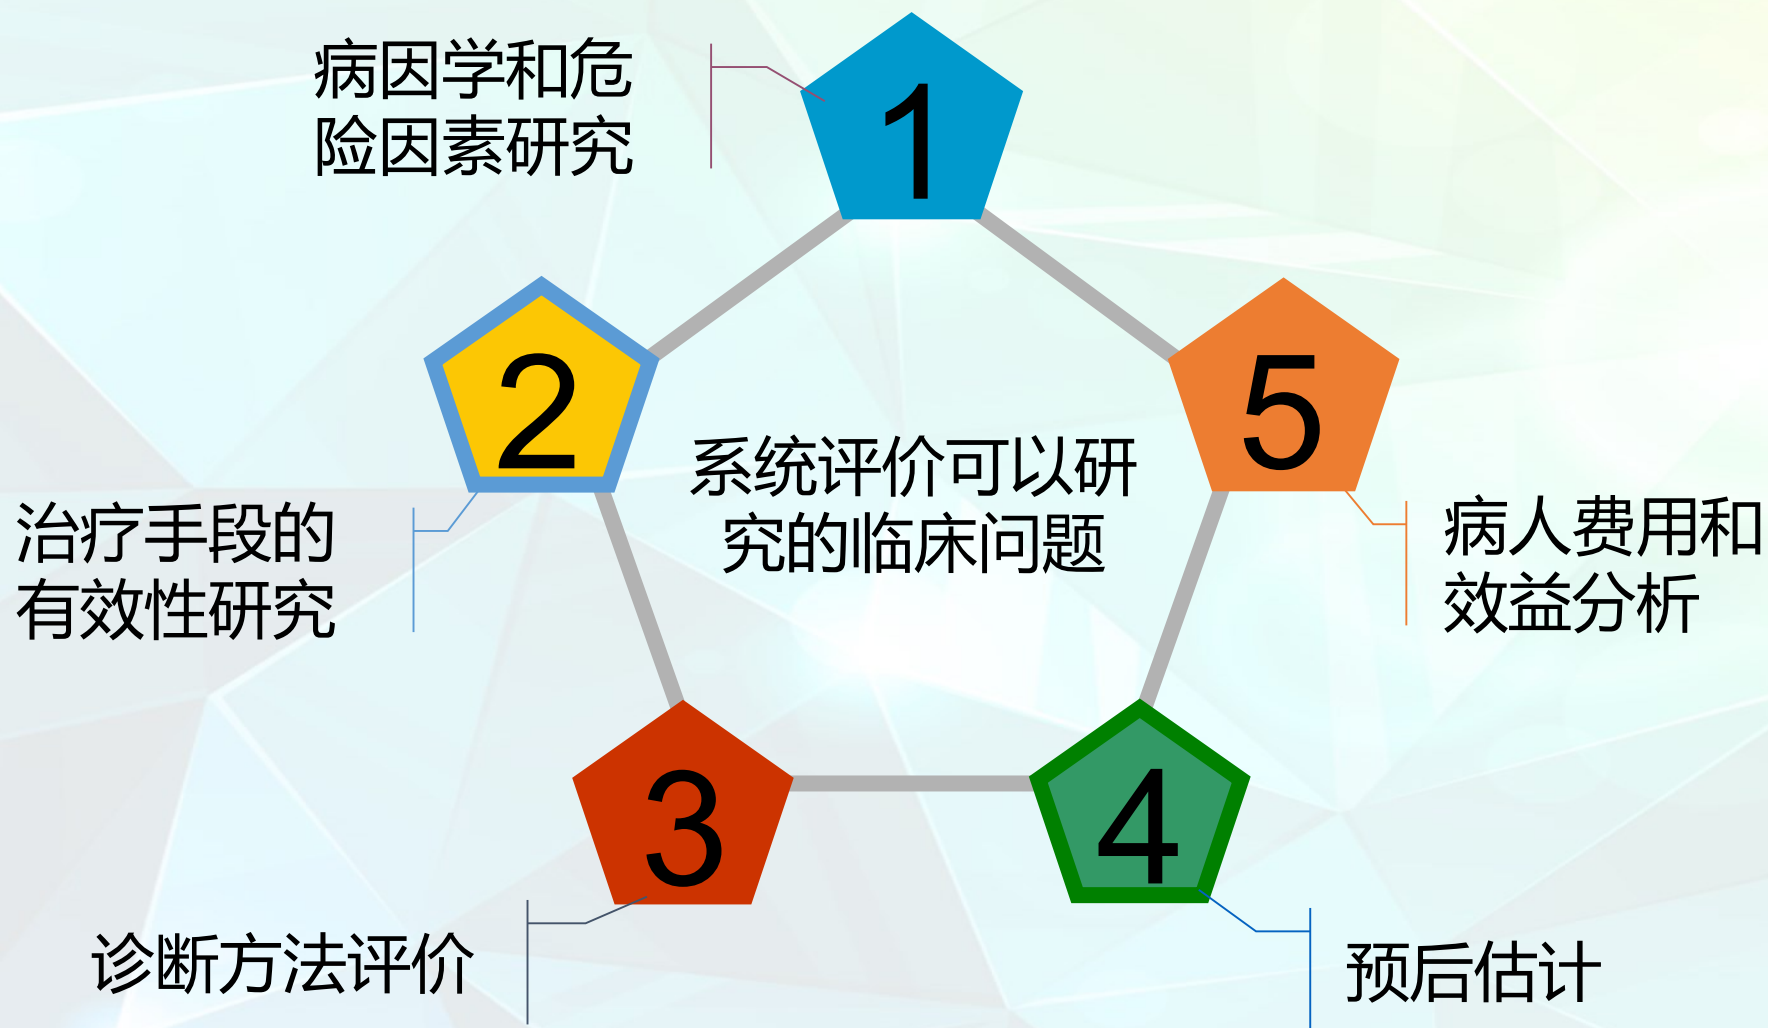 病因学和危
险因素研究
1
2
5
系统评价可以研
究的临床问题
治疗手段的
有效性研究
病人费用和
效益分析
3
4
诊断方法评价
预后估计